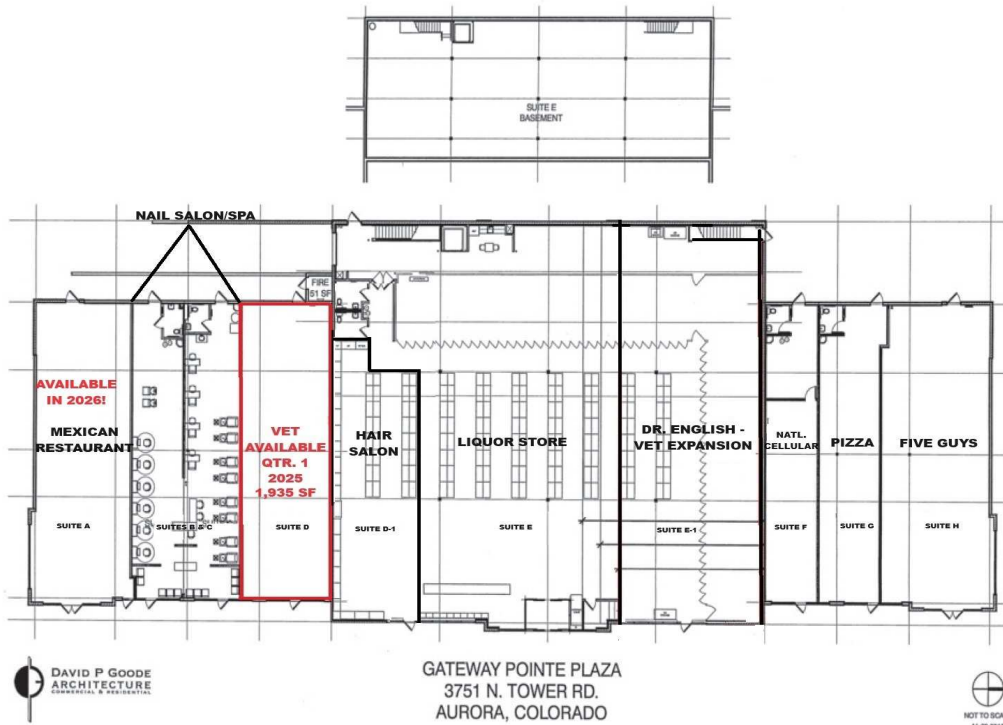 SUITE E
BASEMENT
NAIL SALON/SPA
FIRE
51 SF
AVAILABLE
IN 2026!
MEXICAN
RESTAURANT
SUITE A
SUITES B & C
VET
AVAILABLE
QTR. 1
2025
1,935 SF
SUITE D
HAIR
SALON
SUITE D-1
LIQUOR STORE
SUITE E
DR. ENGLISH -
VET EXPANSION
SUITE E-1
NATL.
CELLULAR
SUITE F
PIZZA
SUITE G
FIVE GUYS
SUITE H
DAVID P GOODE
ARCHITECTURE
COMMERCIAL & RESIDENTIAL
GATEWAY POINTE PLAZA
3751 N. TOWER RD.
AURORA, COLORADO
NOT TO SCA